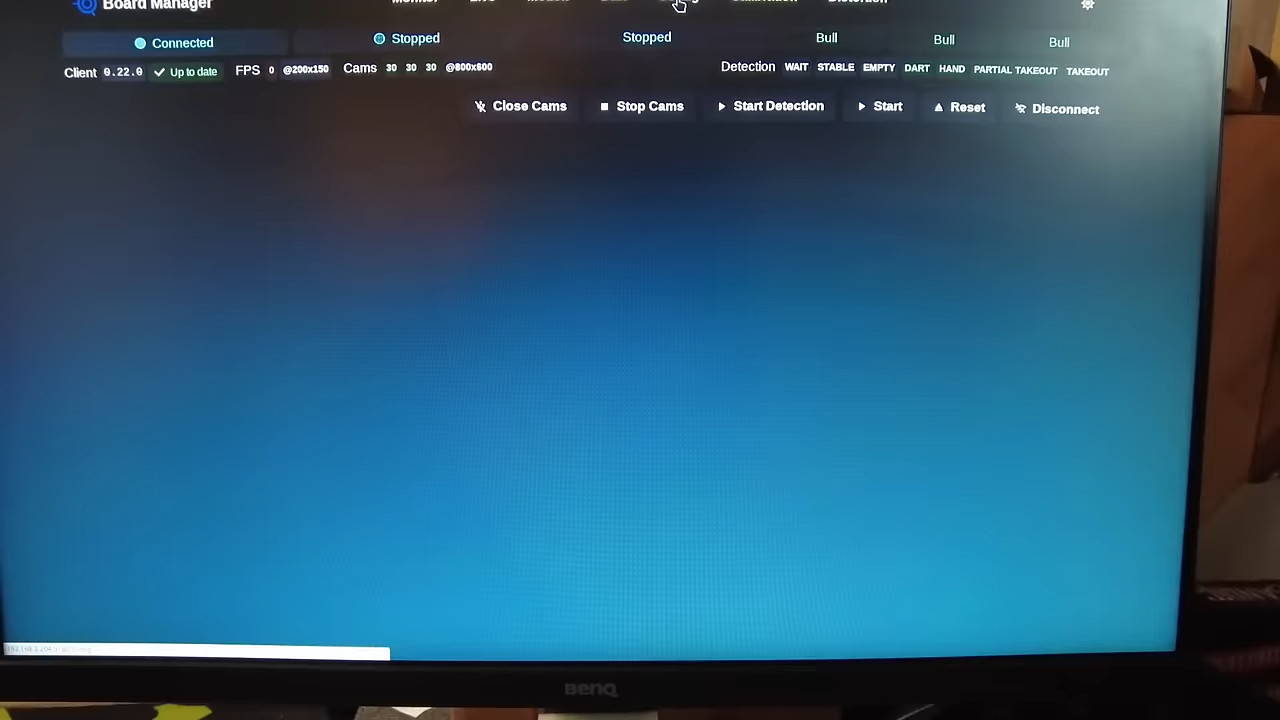 Board Manager
Connected Stopped Stopped Bull Bull Bull
Client 0.22.0 Up to date FPS 0 @200x150 Cams 30 30 30 @800x600 Detection WAIT STABLE EMPTY DART HAND PARTIAL TAKEOUT TAKEOUT
Close Cams Stop Cams Start Detection Start Reset Disconnect
BenQ